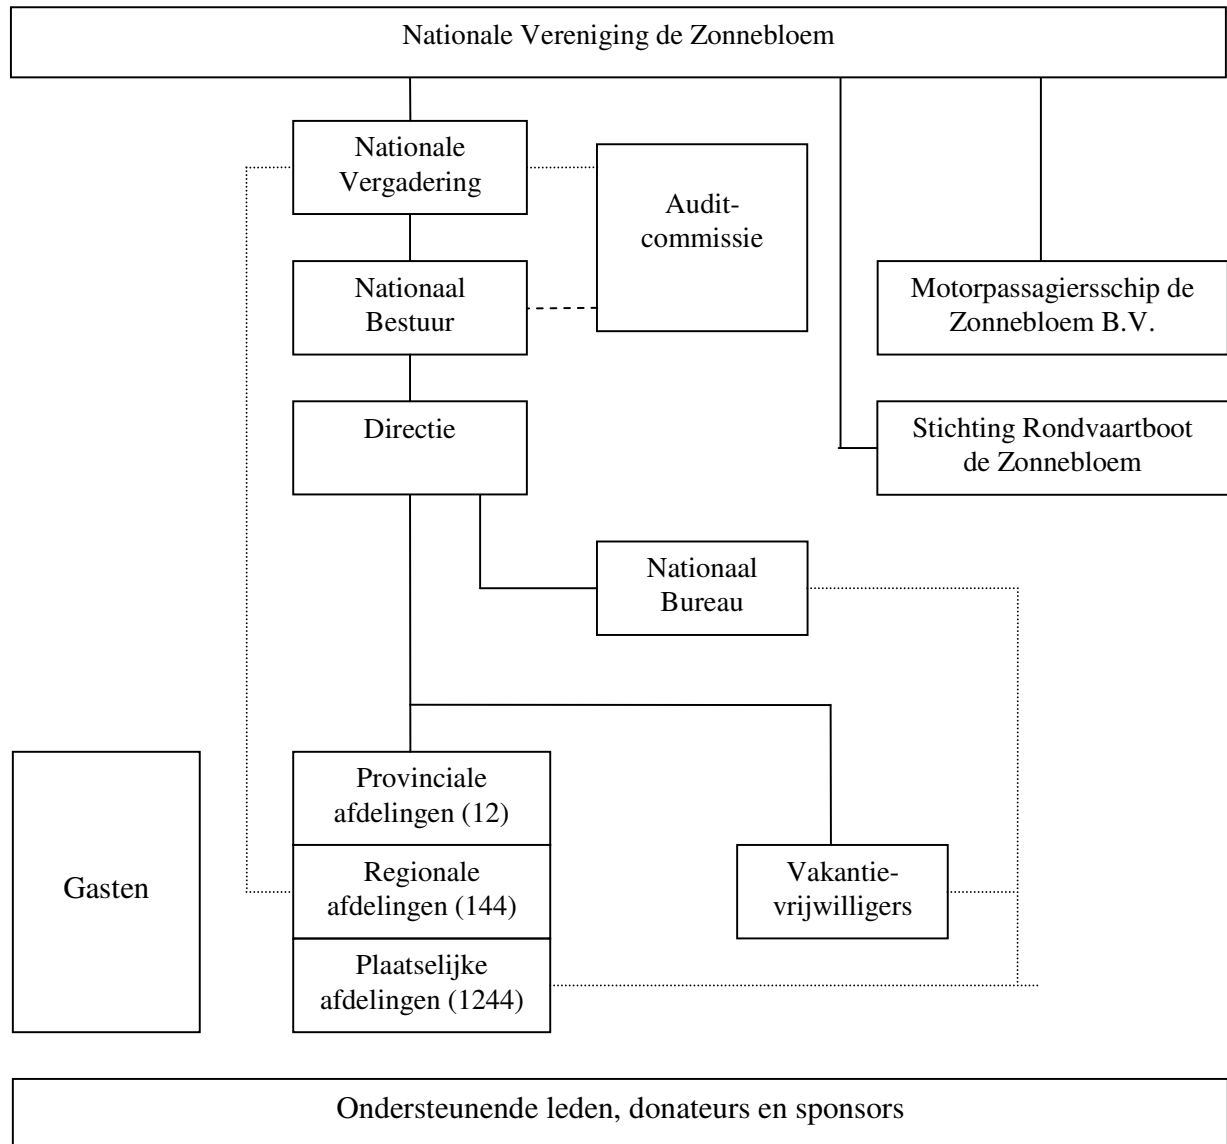 Nationale Vereniging de Zonnebloem
Nationale
Vergadering
Audit-
commissie
Nationaal
Bestuur
Motorpassagiersschip de
Zonnebloem B.V.
Directie
Stichting Rondvaartboot
de Zonnebloem
Nationaal
Bureau
Gasten
Provinciale
afdelingen (12)
Regionale
afdelingen (144)
Plaatselijke
afdelingen (1244)
Vakantie-
vrijwilligers
Ondersteunende leden, donateurs en sponsors